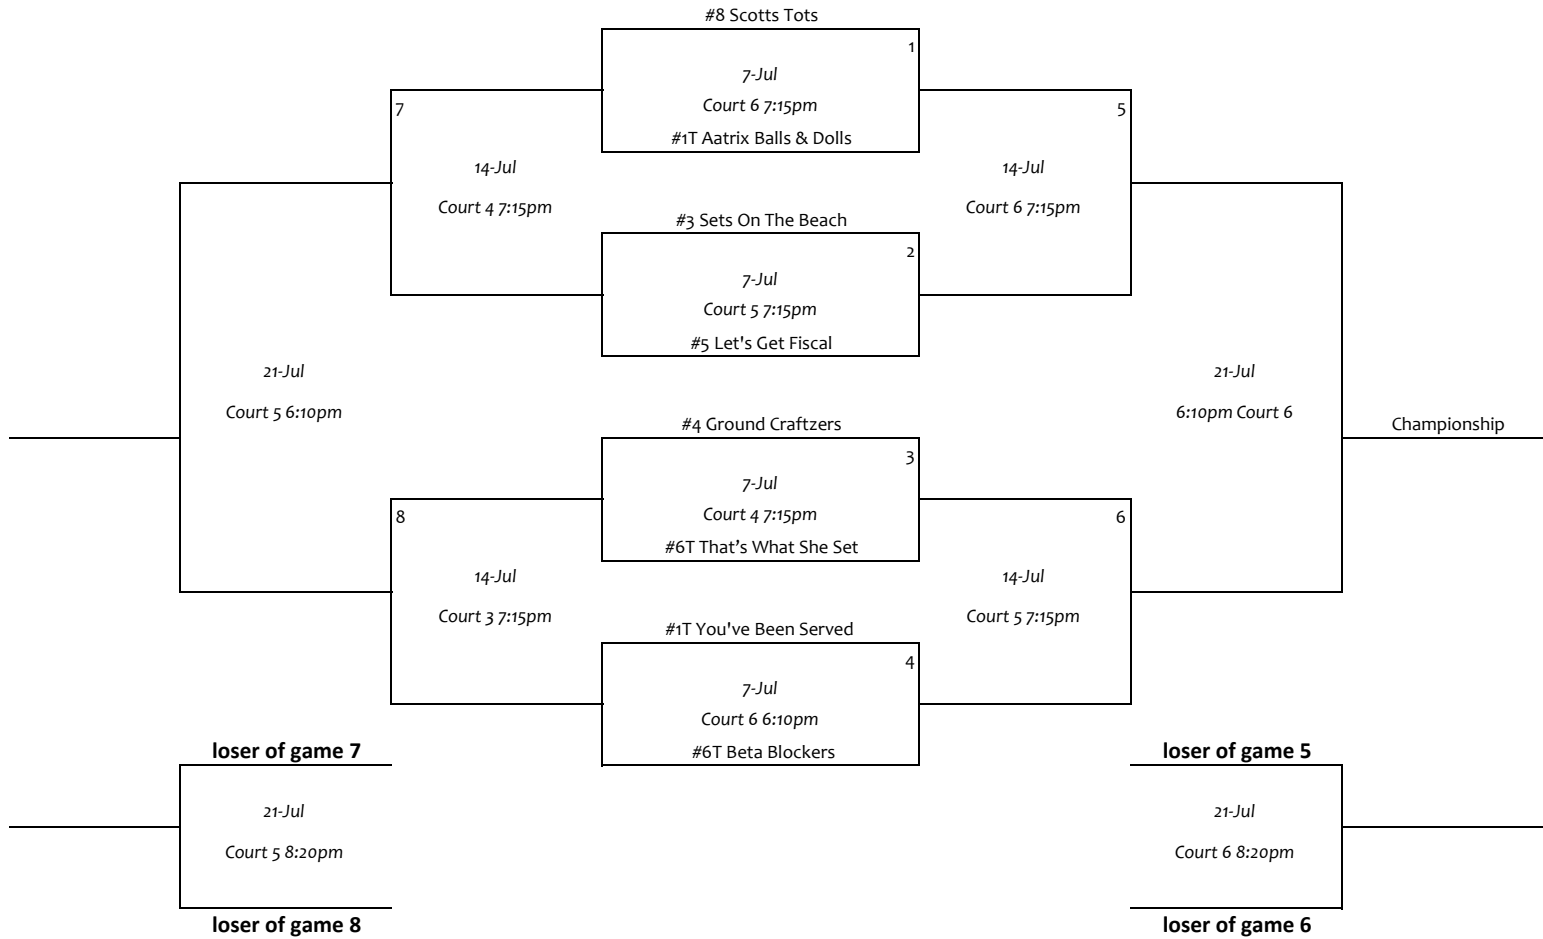 #8 Scotts Tots
1
7-Jul
Court 6 7:15pm
#1T Aatrix Balls & Dolls
7
5
14-Jul
Court 4 7:15pm
14-Jul
Court 6 7:15pm
#3 Sets On The Beach
2
7-Jul
Court 5 7:15pm
#5 Let's Get Fiscal
21-Jul
Court 5 6:10pm
21-Jul
6:10pm Court 6
Championship
#4 Ground Craftzers
3
7-Jul
Court 4 7:15pm
#6T That’s What She Set
8
6
14-Jul
Court 3 7:15pm
14-Jul
Court 5 7:15pm
#1T You've Been Served
4
7-Jul
Court 6 6:10pm
#6T Beta Blockers
loser of game 7
21-Jul
Court 5 8:20pm
loser of game 8
loser of game 5
21-Jul
Court 6 8:20pm
loser of game 6